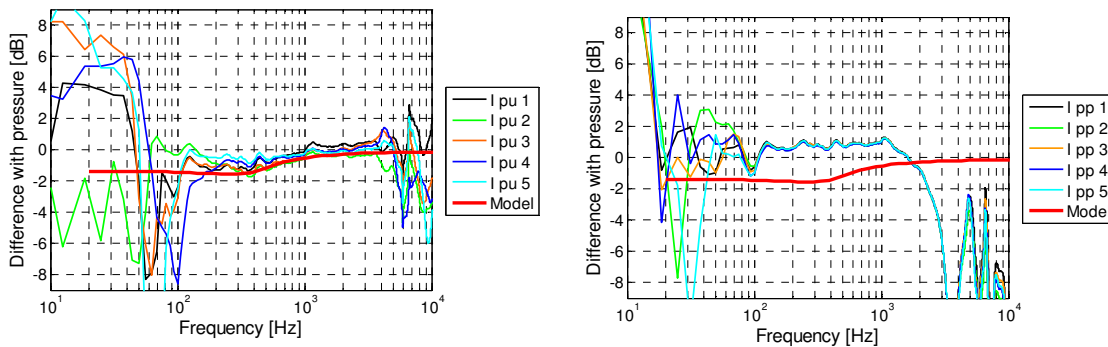 Difference with pressure [dB]
8
6
4
2
0
-2
-4
-6
-8
10^1
10^2
10^3
10^4
Frequency [Hz]
I pu 1
I pu 2
I pu 3
I pu 4
I pu 5
Model
Difference with pressure [dB]
8
6
4
2
0
-2
-4
-6
-8
10^1
10^2
10^3
10^4
Frequency [Hz]
I pp 1
I pp 2
I pp 3
I pp 4
I pp 5
Mode